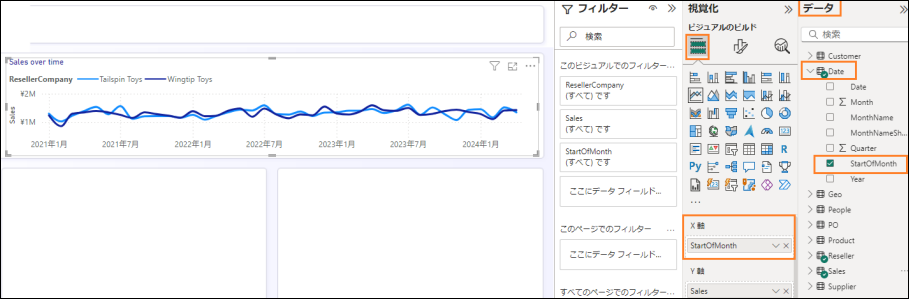 Sales over time
ResellerCompany Tailspin Toys Wingtip Toys
¥2M
¥1M
Sales
2021年1月 2021年7月 2022年1月 2022年7月 2023年1月 2023年7月 2024年1月
フィルター
検索
このビジュアルでのフィルター...
ResellerCompany
(すべて) です
Sales
(すべて) です
StartOfMonth
(すべて) です
ここにデータ フィールド...
このページでのフィルター ...
ここにデータ フィールド...
すべてのページでのフィルター...
視覚化
ビジュアルのビルド
Py
R
...
X 軸
StartOfMonth
Y 軸
Sales
データ
検索
Customer
Date
Date
Month
MonthName
MonthNameSh...
Quarter
StartOfMonth
Year
Geo
People
PO
Product
Reseller
Sales
Supplier